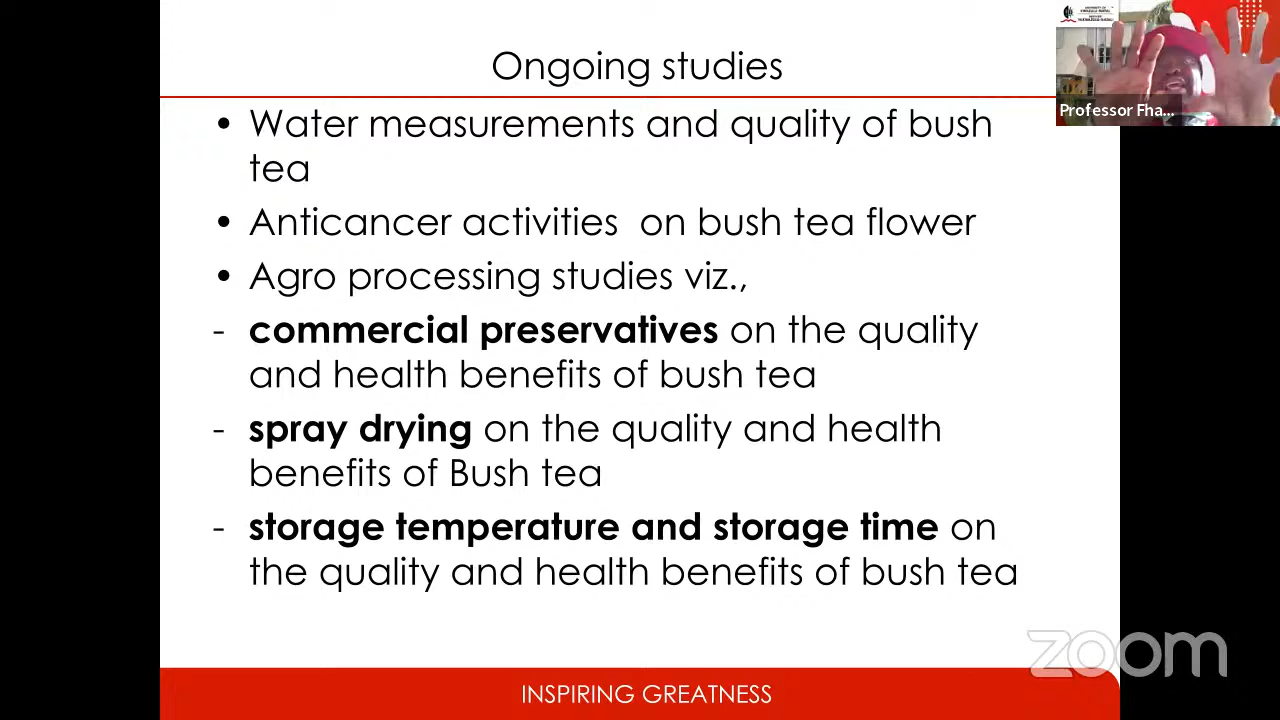 Ongoing studies
• Water measurements and quality of bush
tea
• Anticancer activities on bush tea flower
• Agro processing studies viz.,
- commercial preservatives on the quality
and health benefits of bush tea
- spray drying on the quality and health
benefits of Bush tea
- storage temperature and storage time on
the quality and health benefits of bush tea
INSPIRING GREATNESS
Professor Fha...
zoom